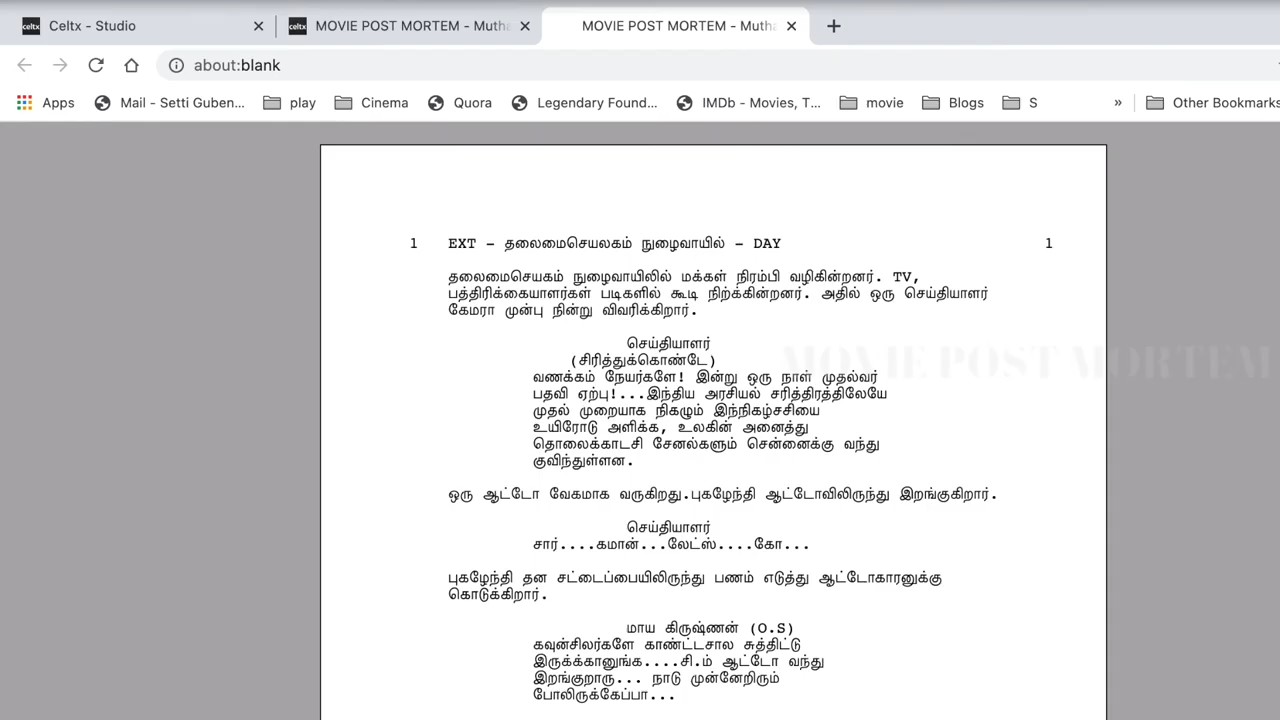 celtx Celtx - Studio
celtx MOVIE POST MORTEM - Mutha
MOVIE POST MORTEM - Mutha
about:blank
Apps Mail - Setti Guben... play Cinema Quora Legendary Found... IMDb - Movies, T... movie Blogs S » Other Bookmarks
1 EXT - தலைமைசெயலகம் நுழைவாயில் - DAY 1
தலைமைசெயகம் நுழைவாயிலில் மக்கள் நிரம்பி வழிகின்றனர். TV,
பத்திரிக்கையாளர்கள் படிகளில் கூடி நிற்க்கின்றனர். அதில் ஒரு செய்தியாளர்
கேமரா முன்பு நின்று விவரிக்கிறார்.
செய்தியாளர்
(சிரித்துக்கொண்டே)
வணக்கம் நேயர்களே! இன்று ஒரு நாள் முதல்வர்
பதவி ஏற்பு!...இந்திய அரசியல் சரித்திரத்திலேயே
முதல் முறையாக நிகழும் இந்நிகழ்சசியை
உயிரோடு அளிக்க, உலகின் அனைத்து
தொலைக்காடசி சேனல்களும் சென்னைக்கு வந்து
குவிந்துள்ளன.
MOVIE POST MORTEM
ஒரு ஆட்டோ வேகமாக வருகிறது.புகழேந்தி ஆட்டோவிலிருந்து இறங்குகிறார்.
செய்தியாளர்
சார்....கமான்...லேட்ஸ்....கோ...
புகழேந்தி தன சட்டைப்பையிலிருந்து பணம் எடுத்து ஆட்டோகாரனுக்கு
கொடுக்கிறார்.
மாய கிருஷ்ணன் (O.S)
கவுன்சிலர்களே காண்ட்டசால சுத்திட்டு
இருக்க்கானுங்க....சி.ம் ஆட்டோ வந்து
இறங்குறாரு... நாடு முன்னேறிரும்
போலிருக்கேப்பா...